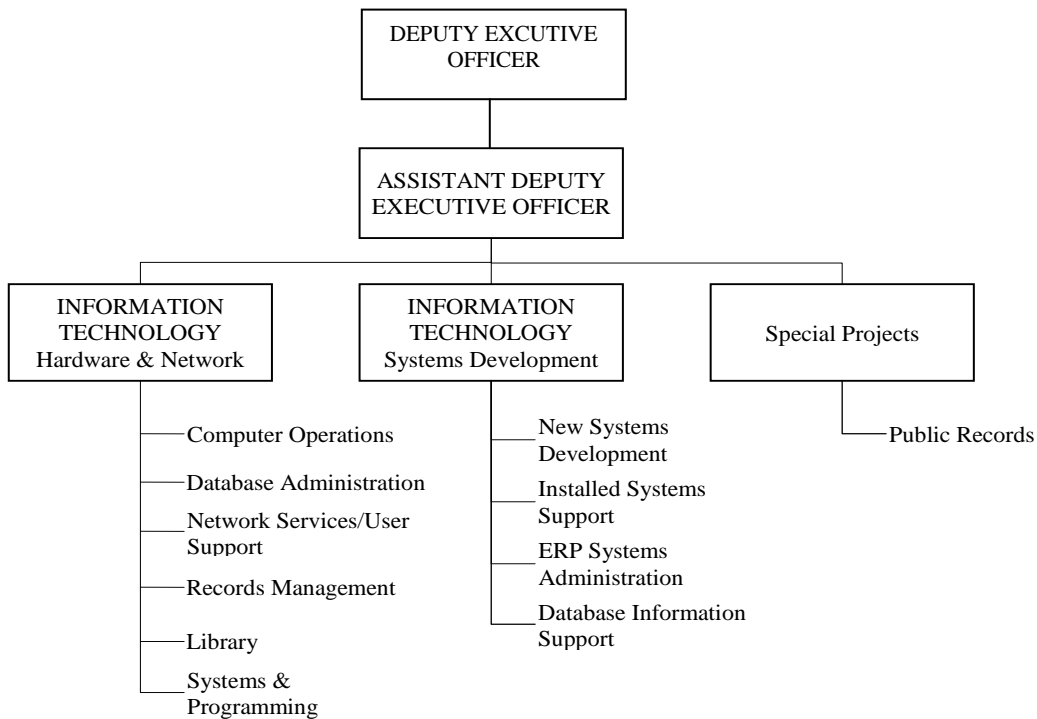 DEPUTY EXCUTIVE
OFFICER
ASSISTANT DEPUTY
EXECUTIVE OFFICER
INFORMATION
TECHNOLOGY
Hardware & Network
INFORMATION
TECHNOLOGY
Systems Development
Special Projects
Computer Operations
Database Administration
Network Services/User
Support
Records Management
Library
Systems &
Programming
New Systems
Development
Installed Systems
Support
ERP Systems
Administration
Database Information
Support
Public Records